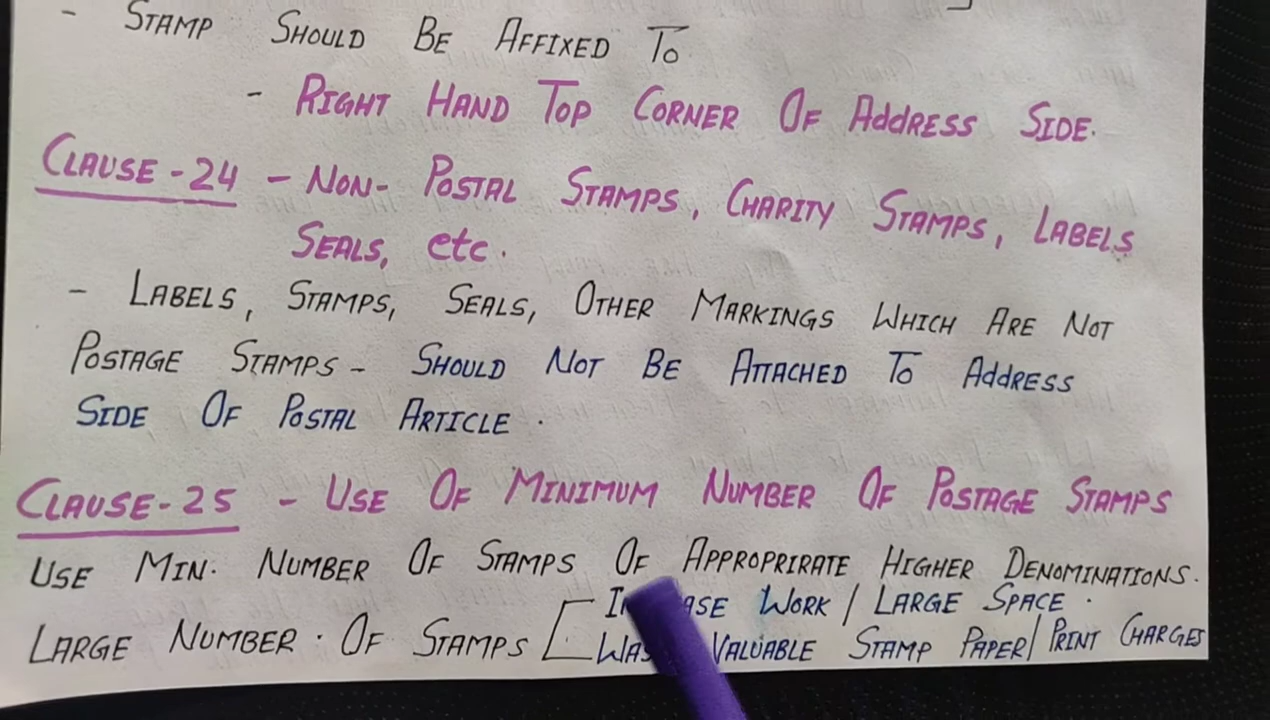 - STAMP SHOULD BE AFFIXED TO
- RIGHT HAND TOP CORNER OF ADDRESS SIDE.
CLAUSE-24 - NON-POSTAL STAMPS, CHARITY STAMPS, LABELS
SEALS, etc.
- LABELS, STAMPS, SEALS, OTHER MARKINGS WHICH ARE NOT
POSTAGE STAMPS - SHOULD NOT BE ATTACHED TO ADDRESS
SIDE OF POSTAL ARTICLE.
CLAUSE-25 - USE OF MINIMUM NUMBER OF POSTAGE STAMPS
USE MIN. NUMBER OF STAMPS OF APPROPRIRATE HIGHER DENOMINATIONS.
WORK / LARGE SPACE.
LARGE NUMBER. OF STAMPS VALUABLE STAMP PAPER/ PRINT CHARGES